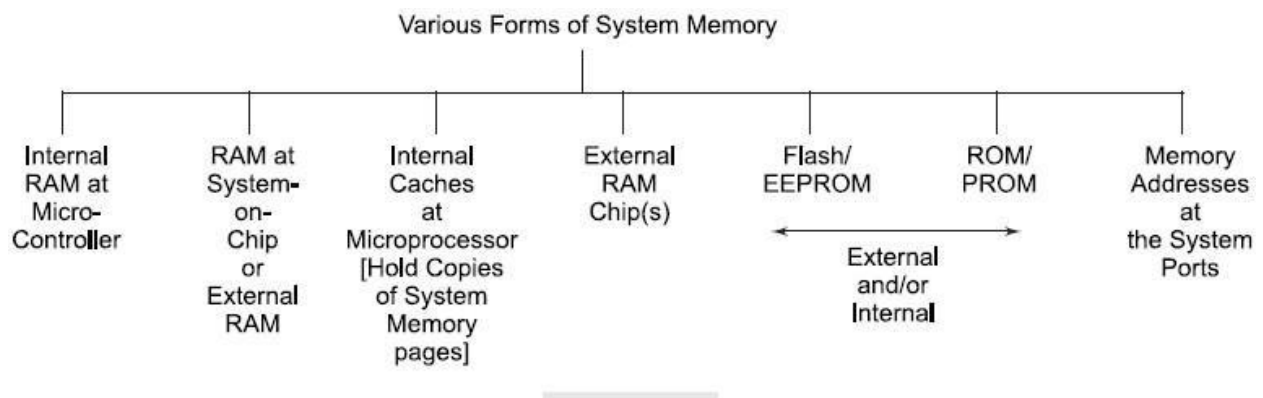 Various Forms of System Memory
Internal
RAM at
Micro-
Controller
RAM at
System-
on-
Chip
or
External
RAM
Internal
Caches
at
Microprocessor
[Hold Copies
of System
Memory
pages]
External
RAM
Chip(s)
Flash/
EEPROM
ROM/
PROM
External
and/or
Internal
Memory
Addresses
at
the System
Ports